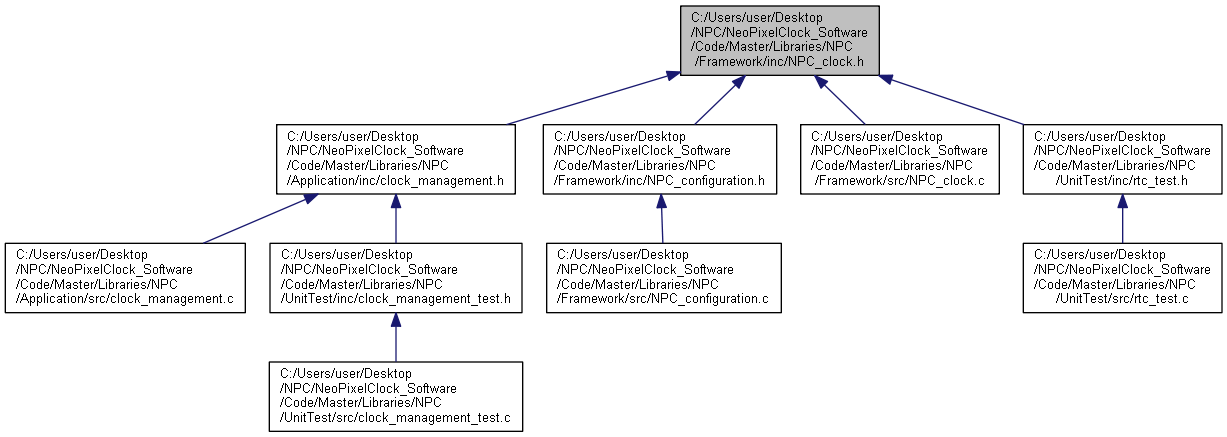 C:/Users/user/Desktop
/NPC/NeoPixelClock_Software
/Code/Master/Libraries/NPC
/Framework/inc/NPC_clock.h
C:/Users/user/Desktop
/NPC/NeoPixelClock_Software
/Code/Master/Libraries/NPC
/Application/inc/clock_management.h
C:/Users/user/Desktop
/NPC/NeoPixelClock_Software
/Code/Master/Libraries/NPC
/Framework/inc/NPC_configuration.h
C:/Users/user/Desktop
/NPC/NeoPixelClock_Software
/Code/Master/Libraries/NPC
/Framework/src/NPC_clock.c
C:/Users/user/Desktop
/NPC/NeoPixelClock_Software
/Code/Master/Libraries/NPC
/UnitTest/inc/rtc_test.h
C:/Users/user/Desktop
/NPC/NeoPixelClock_Software
/Code/Master/Libraries/NPC
/Application/src/clock_management.c
C:/Users/user/Desktop
/NPC/NeoPixelClock_Software
/Code/Master/Libraries/NPC
/UnitTest/inc/clock_management_test.h
C:/Users/user/Desktop
/NPC/NeoPixelClock_Software
/Code/Master/Libraries/NPC
/Framework/src/NPC_configuration.c
C:/Users/user/Desktop
/NPC/NeoPixelClock_Software
/Code/Master/Libraries/NPC
/UnitTest/src/rtc_test.c
C:/Users/user/Desktop
/NPC/NeoPixelClock_Software
/Code/Master/Libraries/NPC
/UnitTest/src/clock_management_test.c